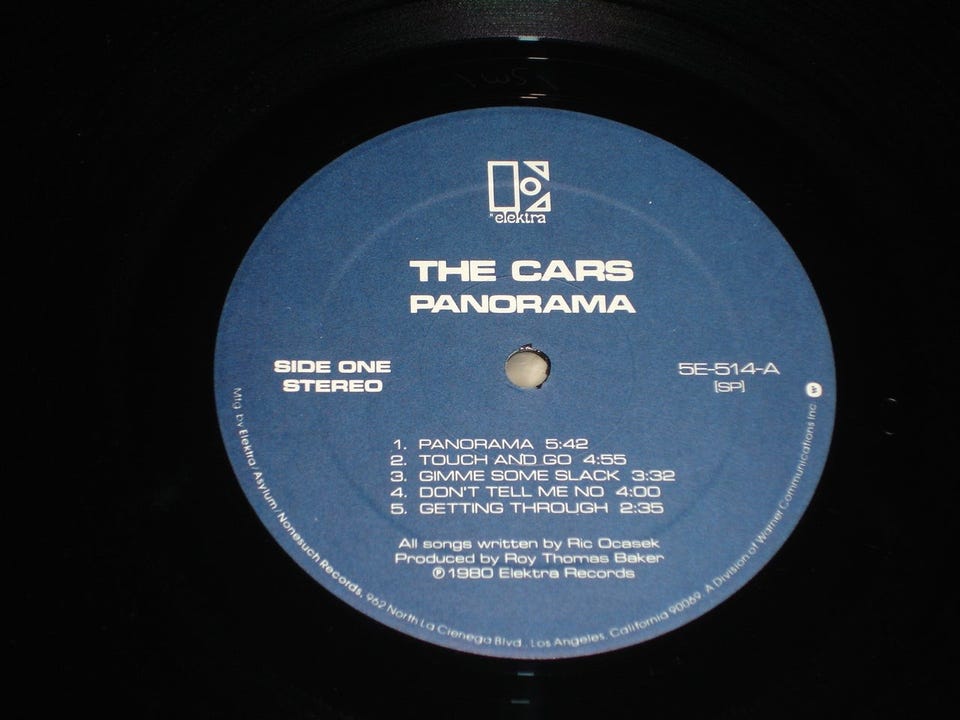 elektra
THE CARS
PANORAMA
SIDE ONE
STEREO
5E-514-A
[SP]
1. PANORAMA 5:42
2. TOUCH AND GO 4:55
3. GIMME SOME SLACK 3:32
4. DON'T TELL ME NO 4:00
5. GETTING THROUGH 2:35
All songs written by Ric Ocasek
Produced by Roy Thomas Baker
℗ 1980 Elektra Records
Mfg. by Elektra/Asylum/Nonesuch Records, 962 North La Cienega Blvd., Los Angeles, California 90069. A Division of Warner Communications Inc.